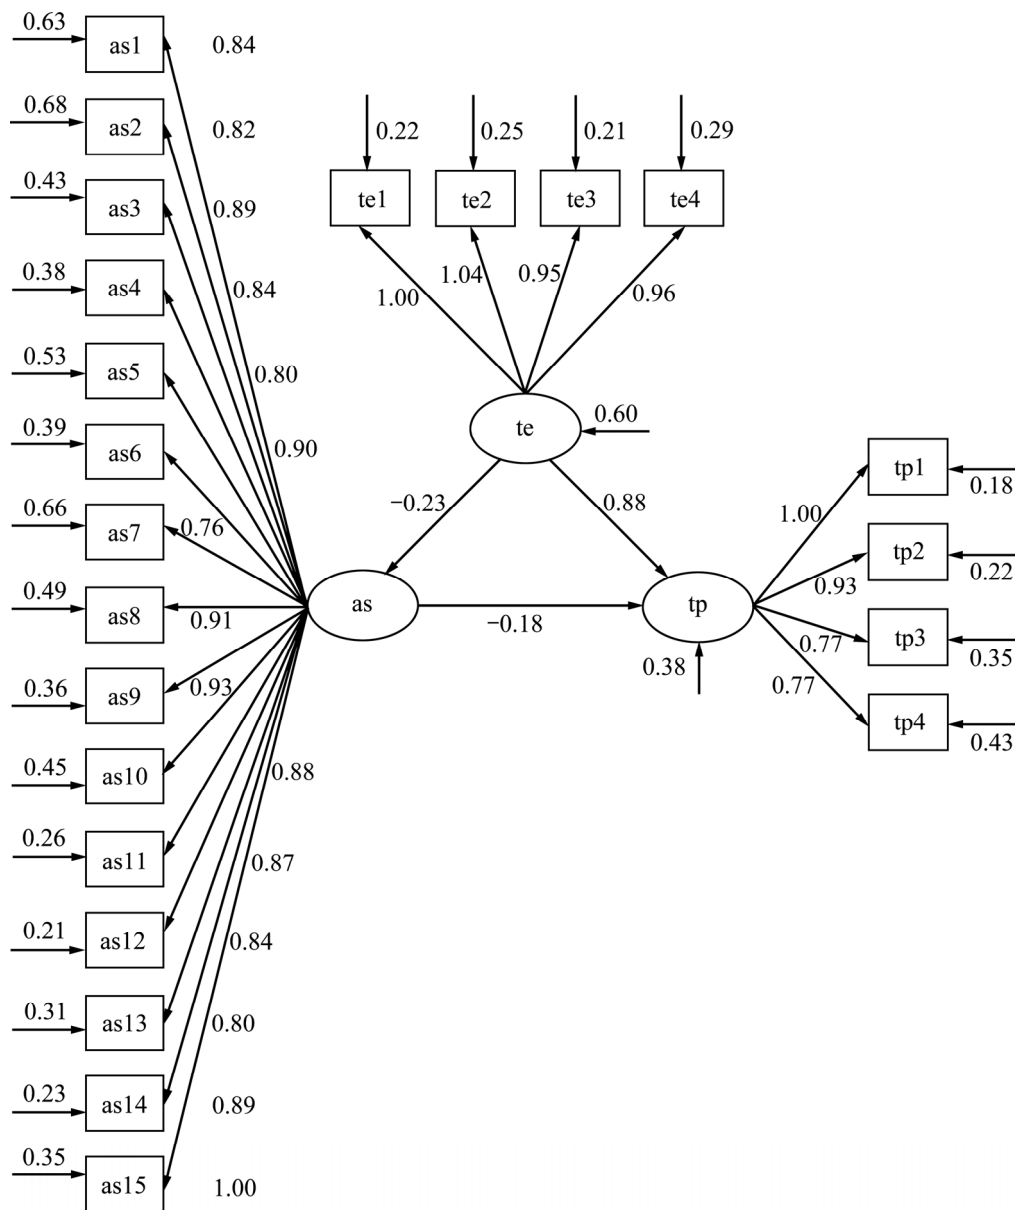 0.63 as1 0.84
0.68 as2 0.82
0.43 as3 0.89
0.38 as4 0.84
0.53 as5 0.80
0.39 as6 0.90
0.66 as7 0.76
0.49 as8 0.91
0.36 as9 0.93
0.45 as10 0.88
0.26 as11 0.87
0.21 as12 0.84
0.31 as13 0.80
0.23 as14 0.89
0.35 as15 1.00
0.22 0.25 0.21 0.29
te1 te2 te3 te4
1.00 1.04 0.95 0.96
te 0.60
−0.23 0.88
as −0.18 tp
0.38
1.00 tp1 0.18
0.93 tp2 0.22
0.77 tp3 0.35
0.77 tp4 0.43